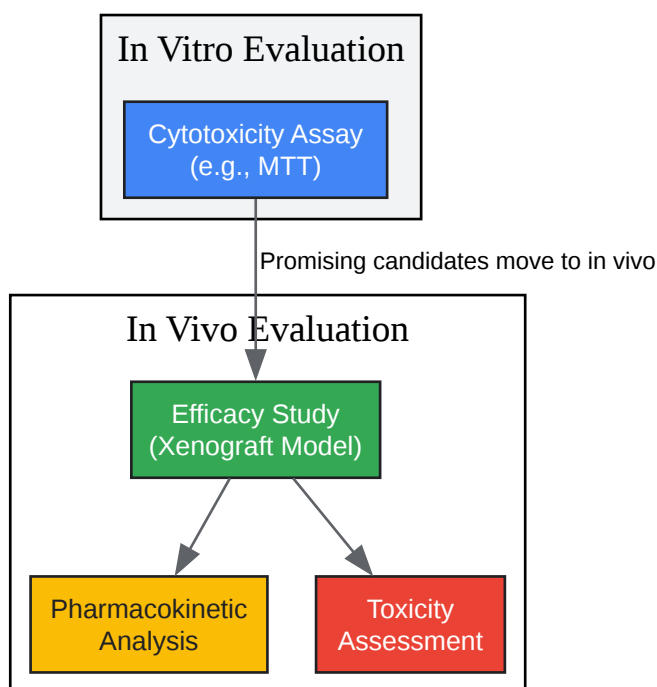 In Vitro Evaluation
Cytotoxicity Assay
(e.g., MTT)
Promising candidates move to in vivo
In Vivo Evaluation
Efficacy Study
(Xenograft Model)
Pharmacokinetic
Analysis
Toxicity
Assessment